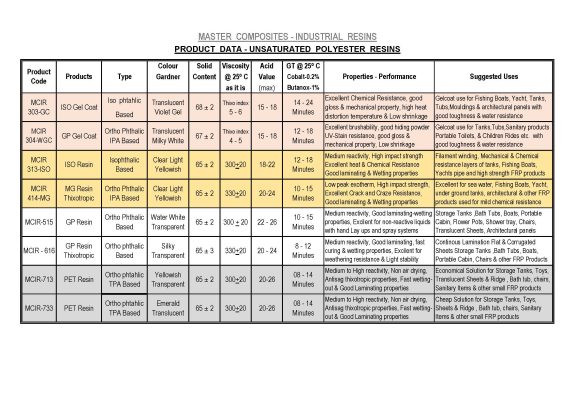 MASTER COMPOSITES - INDUSTRIAL RESINS
PRODUCT DATA - UNSATURATED POLYESTER RESINS
Product Code | Products | Type | Colour Gardner | Solid Content | Viscosity @ 25º C as it is | Acid Value (max) | GT @ 25º C Cobalt-0.2% Butanox-1% | Properties - Performance | Suggested Uses
MCIR 303-GC | ISO Gel Coat | Iso phtahlic Based | Translucent Violet Gel | 68 ± 2 | Thixo index 5 - 6 | 15 - 18 | 14 - 24 Minutes | Excellent Chemical Resistance, good gloss & mechanical property, high heat distortion temperature & Low shrinkage | Gelcoat use for Fishing Boats, Yacht, Tanks, Tubs,Mouldings & architectural panels with good toughness & water resistance
MCIR 304-WGC | GP Gel Coat | Ortho Phthalic IPA Based | Translucent Milky White | 67 ± 2 | Thixo index 4 - 5 | 15 - 18 | 12 - 18 Minutes | Excellent brushability, good hiding powder UV-Stain resistance, good gloss & mechanical property, Low shrinkage | Gelcoat use for Tanks,Tubs,Sanitary products Portable Toilets, & Children Rides etc. with good toughness & water resistance
MCIR 313-ISO | ISO Resin | Isophthalic Based | Clear Light Yellowish | 65 ± 2 | 300+20 | 18-22 | 12 - 18 Minutes | Medium reactivity, High impact strength Excellent heat & Chemical Resistance Good laminating & Wetting properties | Filament winding, Mechanical & Chemical resistance layers of tanks, Fishing Boats, Yachts pipe and high strength FRP products
MCIR 414-MG | MG Resin Thixotropic | Ortho Phthalic IPA Based | Clear Light Yellowish | 65 ± 2 | 330+20 | 20-24 | 10 - 15 Minutes | Low peak exotherm, High impact strength, Excellent Crack and Heat Resistance, Good laminating & Wetting properties | Excellent for sea water, Fishing Boats, Yacht, under ground tanks, architectural & other FRP products used for mild chemical resistance
MCIR-515 | GP Resin | Ortho Phthalic Based | Water White Transparent | 65 ± 2 | 300 + 20 | 22 - 26 | 10 - 15 Minutes | Medium reactivity, Good laminating-wetting properties, Excellent for non-reactive liquids with hand Lay ups and spray systems | Storage Tanks Bath Tubs, Boats, Portable Cabin, Flower Pots, Shower tray, Chairs, Translucent Sheets, Architectural panels
MCIR - 616 | GP Resin Thixotropic | Ortho phthalic Based | Silky Transparent | 65 ± 3 | 330+20 | 20 - 24 | 8 - 12 Minutes | Medium reactivity, Good laminating, fast curing & wetting properties, Excellent for weathering resistance & Light stability | Continous Lamination Flat & Corrugated Sheets Storage Tanks Bath Tubs, Boats, Portable Cabin, Chairs & other FRP Products
MCIR-713 | PET Resin | Ortho phtahlic TPA Based | Yellowish Transparent | 65 ± 2 | 300+20 | 20-26 | 08 - 14 Minutes | Medium to High reactivity, Non air drying, Antisag thixotropic properties, Fast wetting-out & Good Laminating properties | Economical Solution for Storage Tanks, Toys, Translucent Sheets & Ridge , Bath tub, chairs, Sanitary Items & other small FRP products
MCIR-733 | PET Resin | Ortho phtahlic TPA Based | Emerald Translucent | 65 ± 2 | 300+20 | 20-26 | 08 - 14 Minutes | Medium to High reactivity, Non air drying, Antisag thixotropic properties, Fast wetting-out & Good Laminating properties | Cheap Solution for Storage Tanks, Toys, Sheets & Ridge , Bath tub, chairs, Sanitary Items & other small FRP products